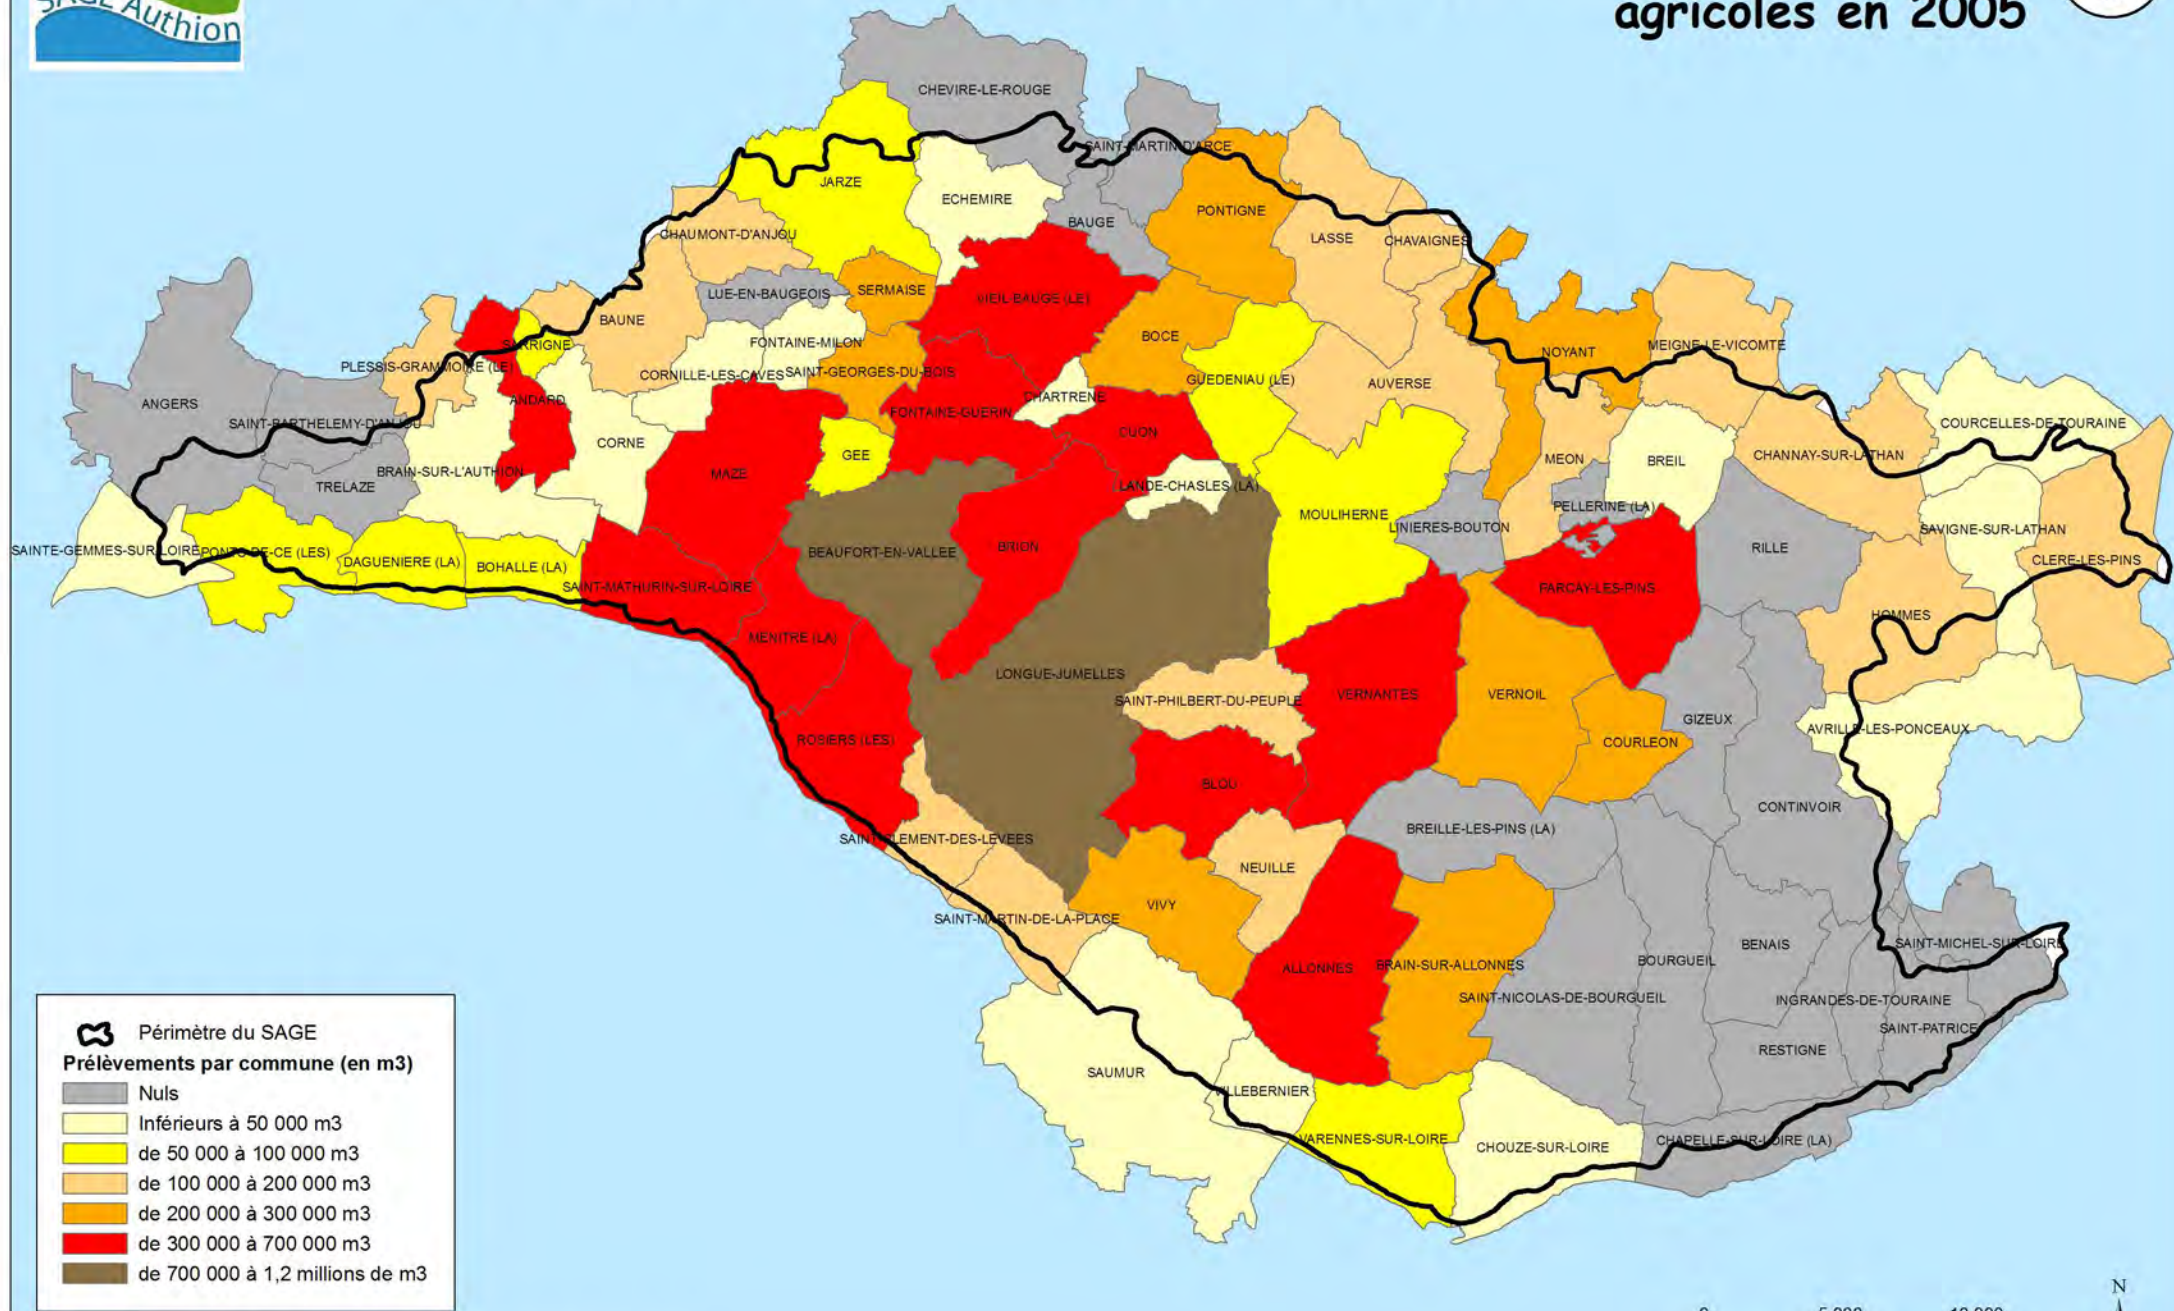 SAGE Authion
agricoles en 2005
CHEVIRE-LE-ROUGE
SAINT-MARTIN-D'ARCE
JARZE
ECHEMIRE
PONTIGNE
BAUGE
CHAUMONT-D'ANJOU
LASSE
CHAVAIGNES
LUE-EN-BAUGEOIS
SERMAISE
VIEIL-BAUGE (LE)
BAUNE
SARRIGNE
FONTAINE-MILON
BOCE
NOYANT
MEIGNE-LE-VICOMTE
PLESSIS-GRAMMOIRE (LE)
CORNILLE-LES-CAVES
SAINT-GEORGES-DU-BOIS
GUEDENIAU (LE)
AUVERSE
ANGERS
ANDARD
CHARTRENE
FONTAINE-GUERIN
SAINT-BARTHELEMY-D'ANJOU
COURCELLES-DE-TOURAINE
CUON
CORNE
GEE
CHANNAY-SUR-LATHAN
MEON
BREIL
BRAIN-SUR-L'AUTHION
MAZE
TRELAZE
LANDE-CHASLES (LA)
PELLERINE (LA)
MOULIHERNE
LINIERES-BOUTON
SAVIGNE-SUR-LATHAN
SAINTE-GEMMES-SUR-LOIRE
PONTS-DE-CE (LES)
BEAUFORT-EN-VALLEE
BRION
RILLE
DAGUENIERE (LA)
BOHALLE (LA)
CLERE-LES-PINS
SAINT-MATHURIN-SUR-LOIRE
PARCAY-LES-PINS
HOMMES
MENITRE (LA)
LONGUE-JUMELLES
SAINT-PHILBERT-DU-PEUPLE
VERNANTES
VERNOIL
GIZEUX
AVRILLE-LES-PONCEAUX
ROSIERS (LES)
COURLEON
BLOU
CONTINVOIR
BREILLE-LES-PINS (LA)
SAINT-CLEMENT-DES-LEVEES
NEUILLE
VIVY
SAINT-MARTIN-DE-LA-PLACE
SAINT-MICHEL-SUR-LOIRE
BENAIS
BOURGUEIL
ALLONNES
BRAIN-SUR-ALLONNES
SAINT-NICOLAS-DE-BOURGUEIL
INGRANDES-DE-TOURAINE
SAINT-PATRICE
RESTIGNE
SAUMUR
VILLEBERNIER
VARENNES-SUR-LOIRE
CHOUZE-SUR-LOIRE
CHAPELLE-SUR-LOIRE (LA)
Périmètre du SAGE
Prélèvements par commune (en m3)
Nuls
Inférieurs à 50 000 m3
de 50 000 à 100 000 m3
de 100 000 à 200 000 m3
de 200 000 à 300 000 m3
de 300 000 à 700 000 m3
de 700 000 à 1,2 millions de m3
N